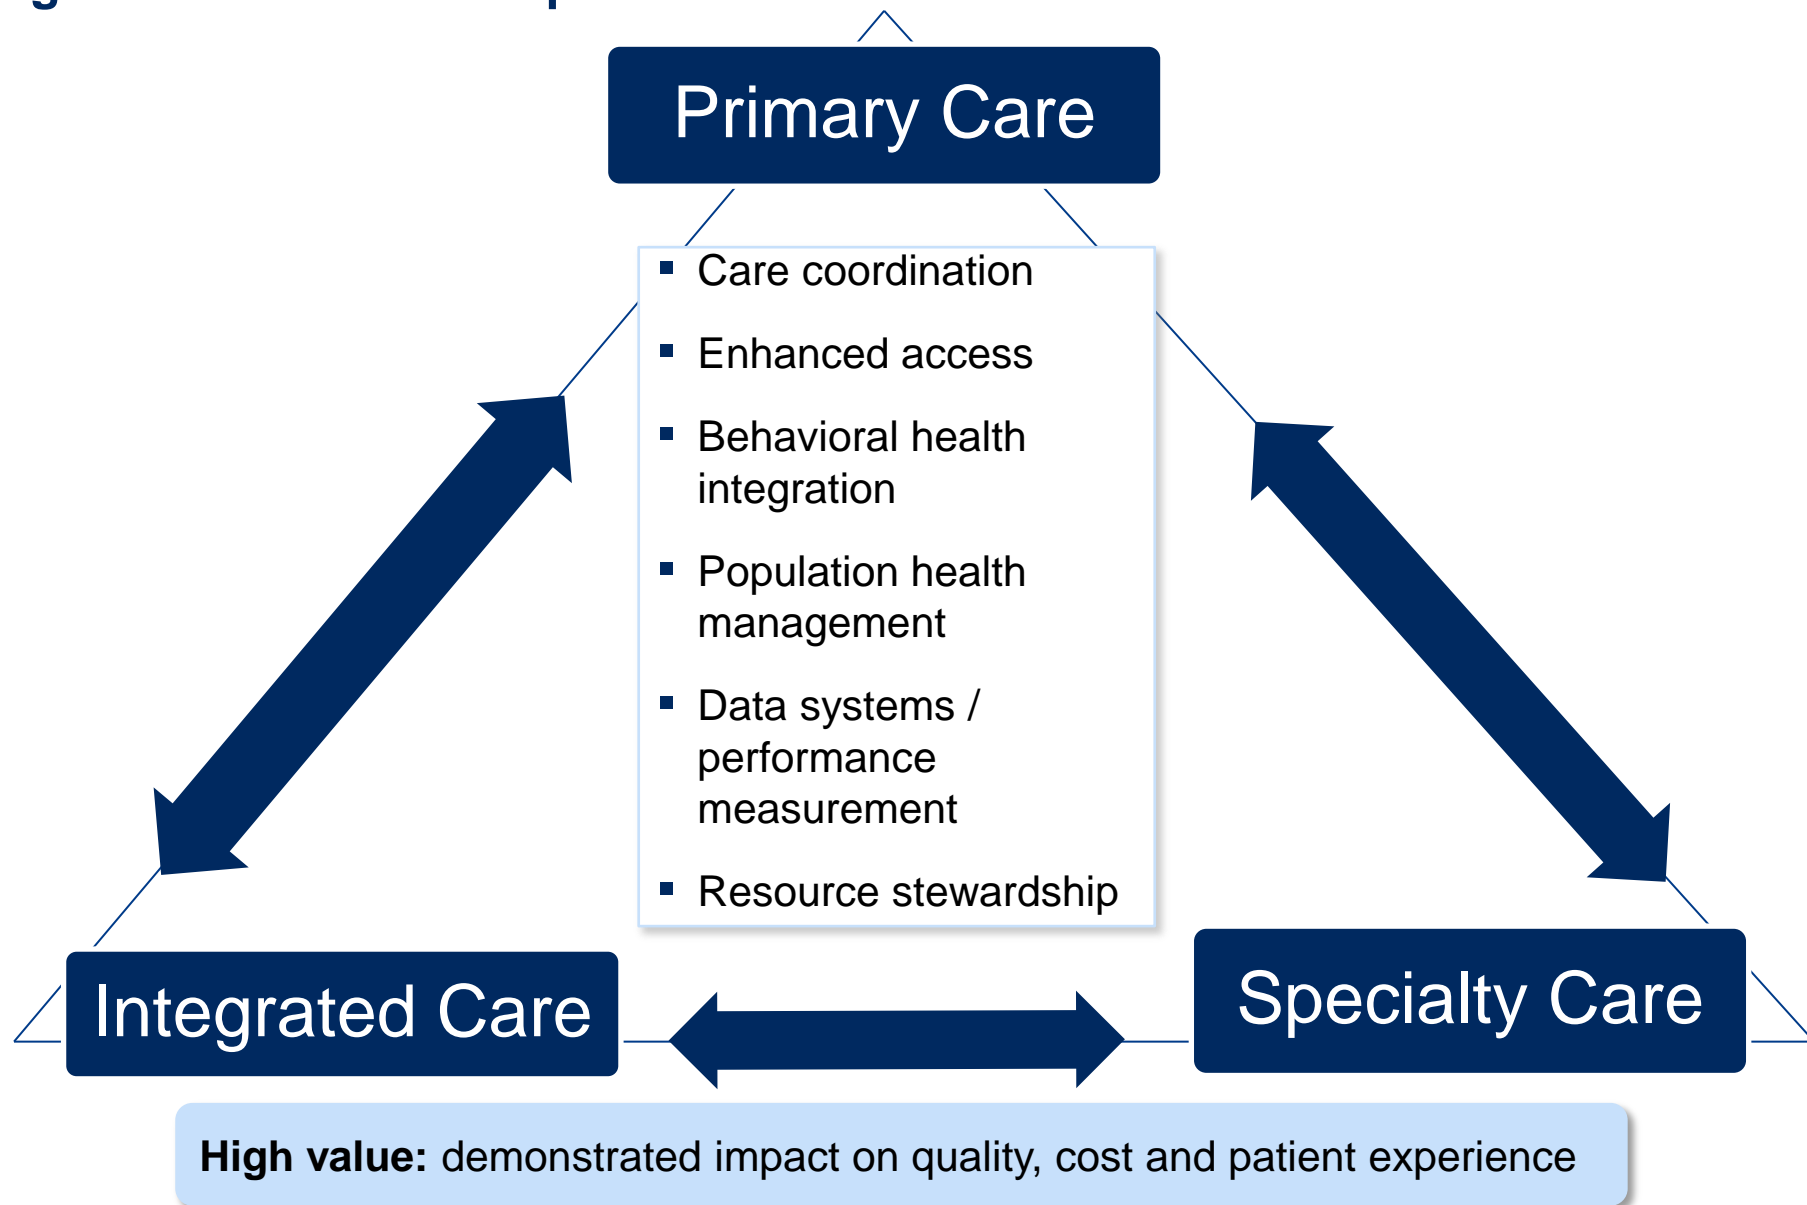 Primary Care
▪ Care coordination
▪ Enhanced access
▪ Behavioral health
integration
▪ Population health
management
▪ Data systems /
performance
measurement
▪ Resource stewardship
Integrated Care
Specialty Care
High value: demonstrated impact on quality, cost and patient experience